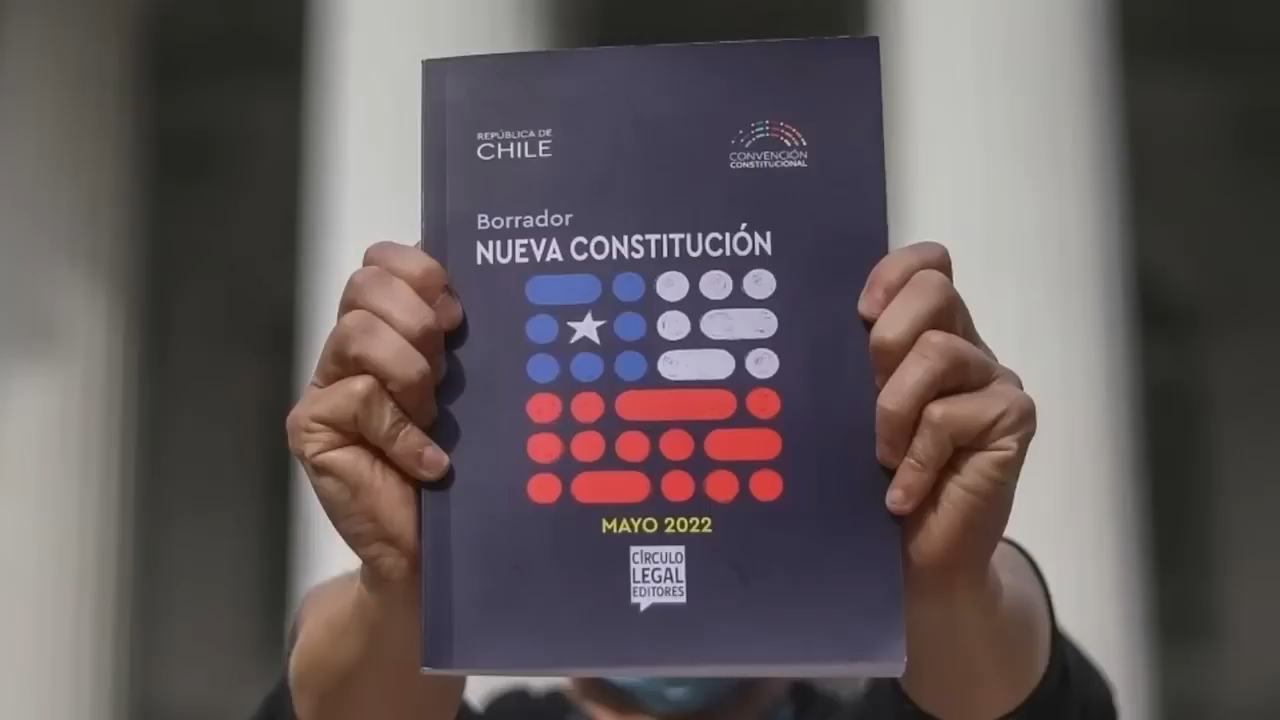 REPÚBLICA DE
CHILE
CONVENCIÓN
CONSTITUCIONAL
Borrador
NUEVA CONSTITUCIÓN
MAYO 2022
CÍRCULO
LEGAL
EDITORES